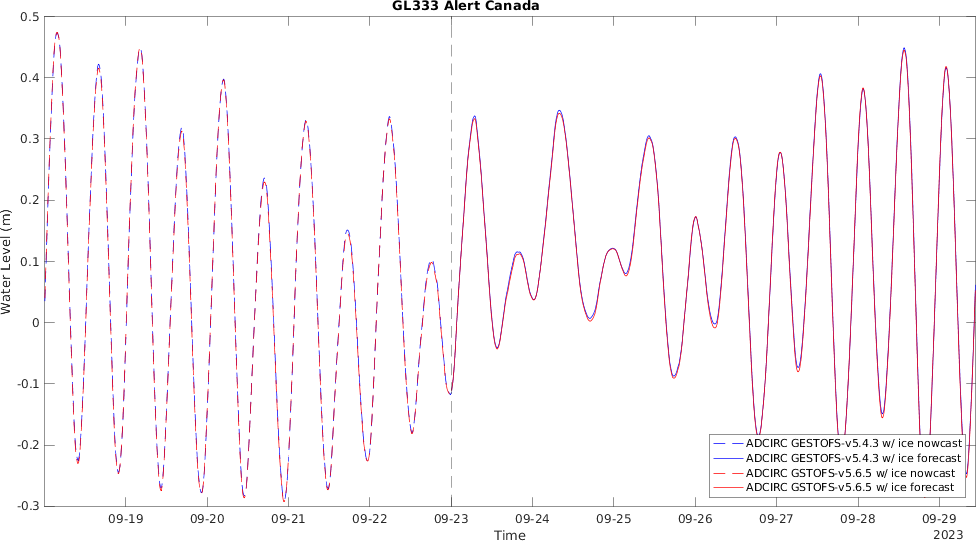 GL333 Alert Canada
Water Level (m)
0.5
0.4
0.3
0.2
0.1
0
-0.1
-0.2
-0.3
ADCIRC GESTOFS-v5.4.3 w/ ice nowcast
ADCIRC GESTOFS-v5.4.3 w/ ice forecast
ADCIRC GSTOFS-v5.6.5 w/ ice nowcast
ADCIRC GSTOFS-v5.6.5 w/ ice forecast
09-19 09-20 09-21 09-22 09-23 09-24 09-25 09-26 09-27 09-28 09-29
Time
2023